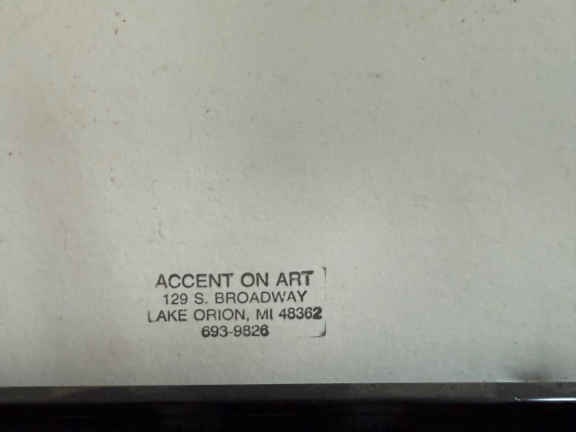 ACCENT ON ART
129 S. BROADWAY
LAKE ORION, MI 48362
693-9826